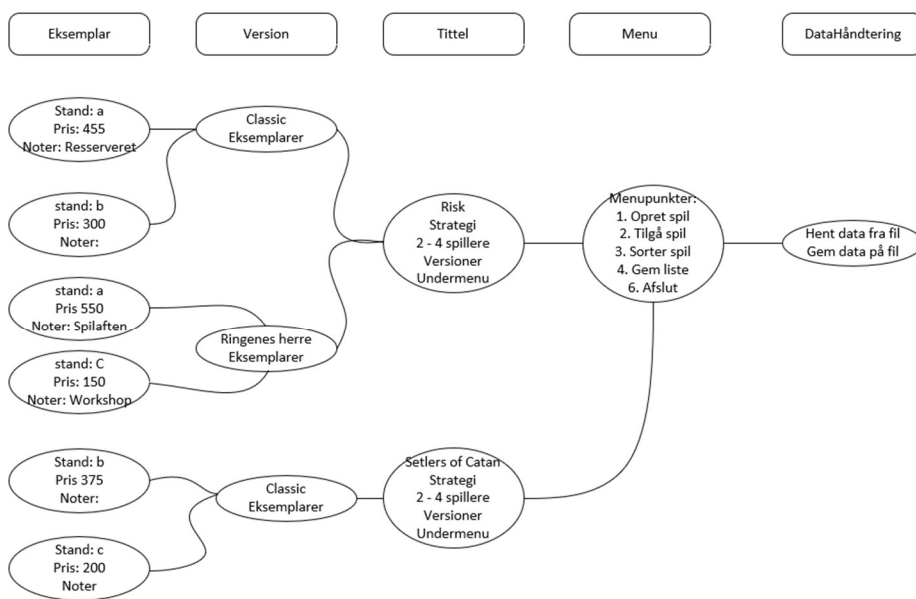 Eksemplar
Version
Tittel
Menu
DataHåndtering
Stand: a
Pris: 455
Noter: Resserveret
stand: b
Pris: 300
Noter:
stand: a
Pris 550
Noter: Spilaften
stand: C
Pris: 150
Noter: Workshop
Stand: b
Pris 375
Noter:
Stand: c
Pris: 200
Noter
Classic
Eksemplarer
Ringenes herre
Eksemplarer
Classic
Eksemplarer
Risk
Strategi
2 - 4 spillere
Versioner
Undermenu
Setlers of Catan
Strategi
2 - 4 spillere
Versioner
Undermenu
Menupunkter:
1. Opret spil
2. Tilgå spil
3. Sorter spil
4. Gem liste
6. Afslut
Hent data fra fil
Gem data på fil